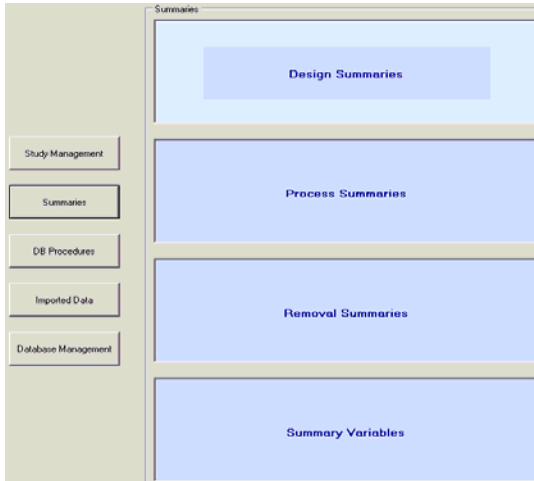 Summaries
Design Summaries
Study Management
Process Summaries
Summaries
DB Procedures
Imported Data
Removal Summaries
Database Management
Summary Variables